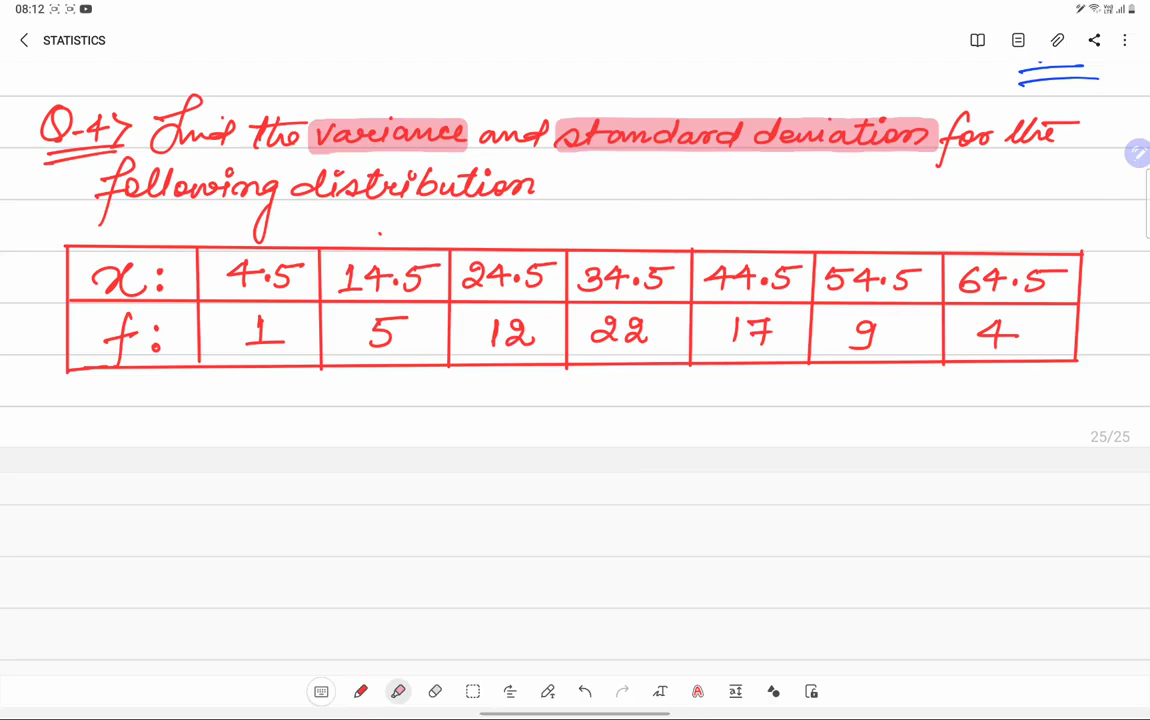 08:12
STATISTICS
Q-47 Find the variance and standard deviation for the
following distribution
x: 4.5 14.5 24.5 34.5 44.5 54.5 64.5
f: 1 5 12 22 17 9 4
25/25